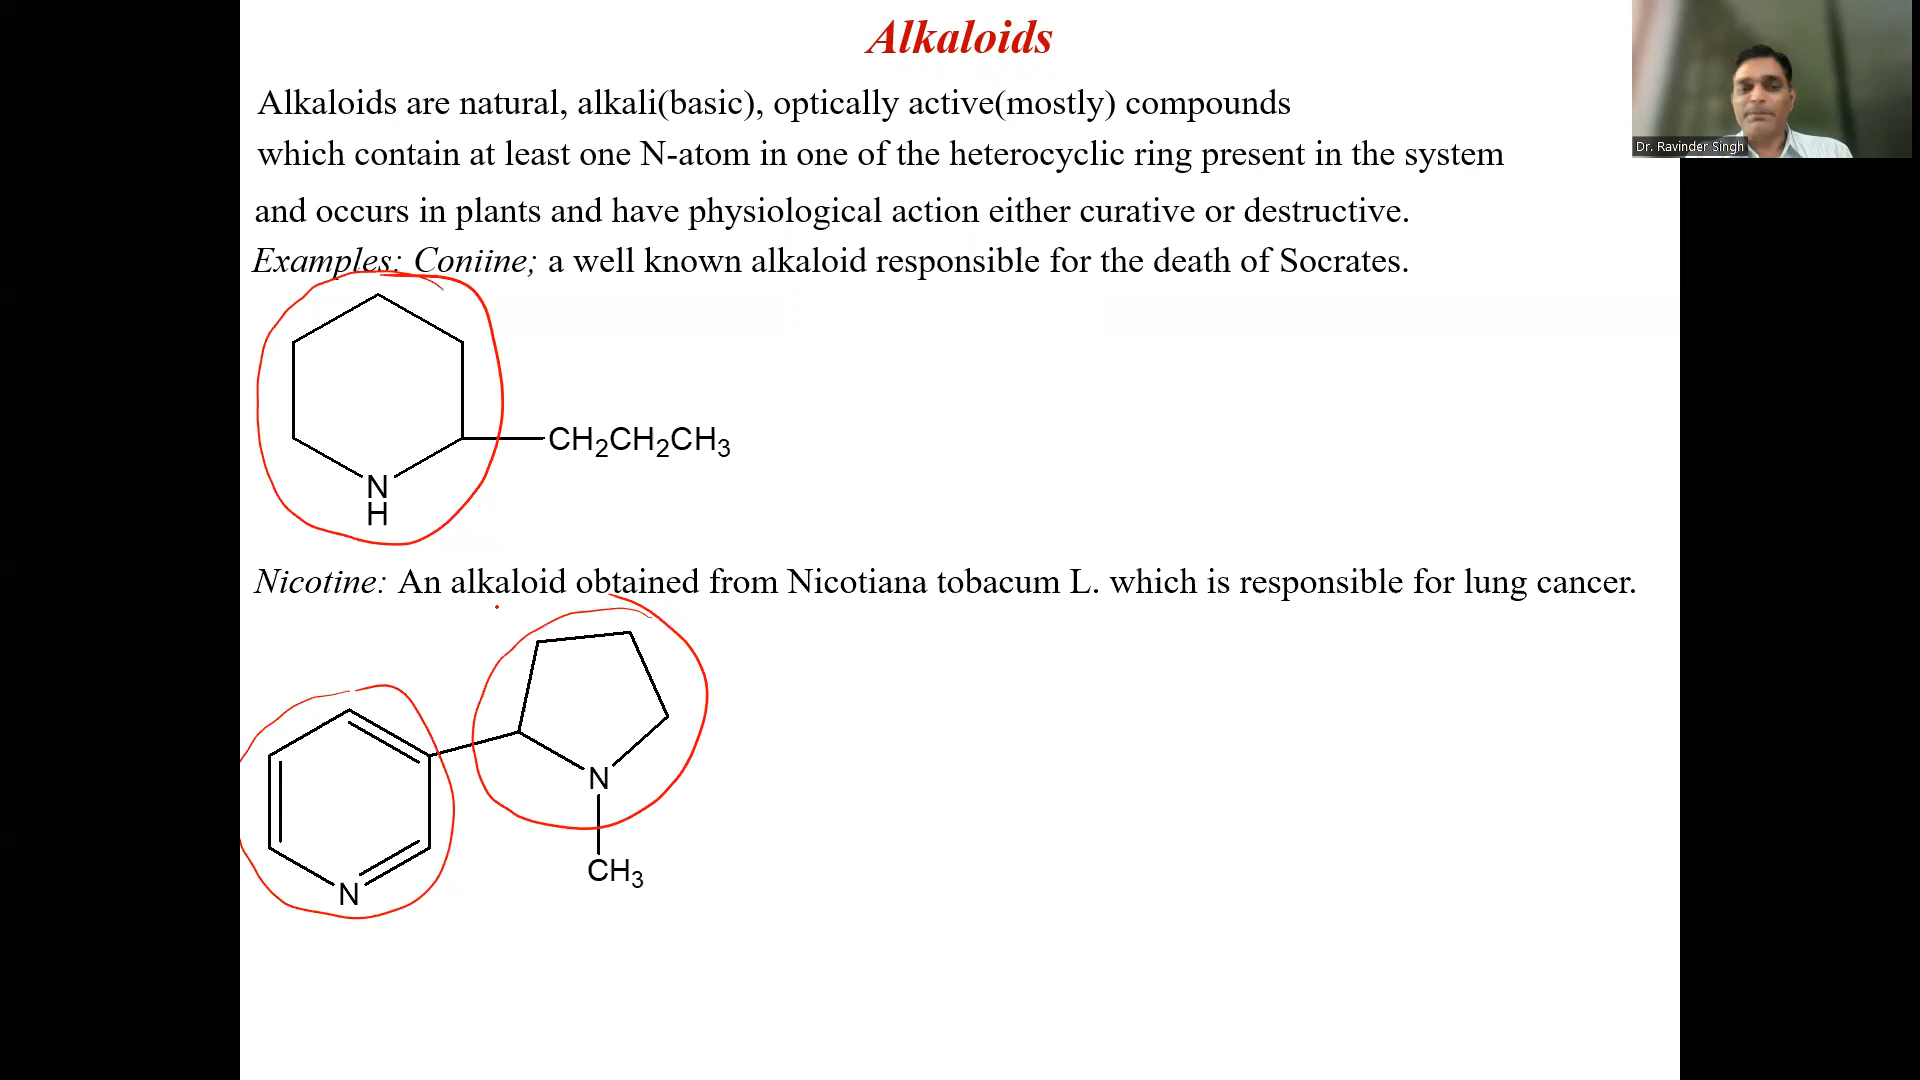 Alkaloids
Dr. Ravinder Singh
Alkaloids are natural, alkali(basic), optically active(mostly) compounds
which contain at least one N-atom in one of the heterocyclic ring present in the system
and occurs in plants and have physiological action either curative or destructive.
Examples: Coniine; a well known alkaloid responsible for the death of Socrates.
CH₂CH₂CH₃
N
H
Nicotine: An alkaloid obtained from Nicotiana tobacum L. which is responsible for lung cancer.
N
CH₃
N